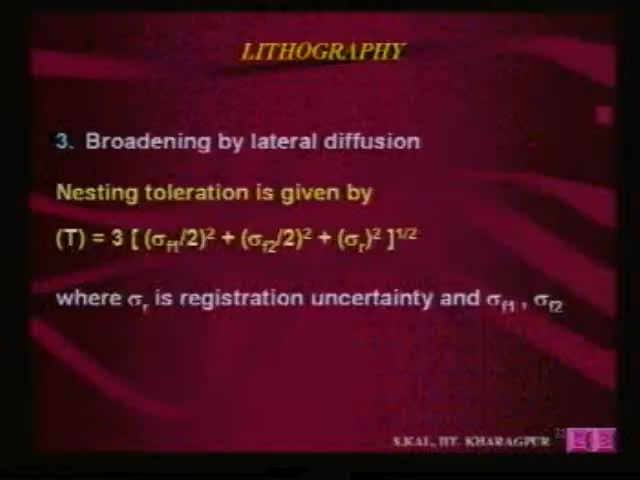 LITHOGRAPHY
3. Broadening by lateral diffusion
Nesting toleration is given by
(T) = 3 [ (σf1/2)² + (σf2/2)² + (σr)² ]1/2
where σr is registration uncertainty and σf1 , σf2
S.KAL, IIT. KHARAGPUR